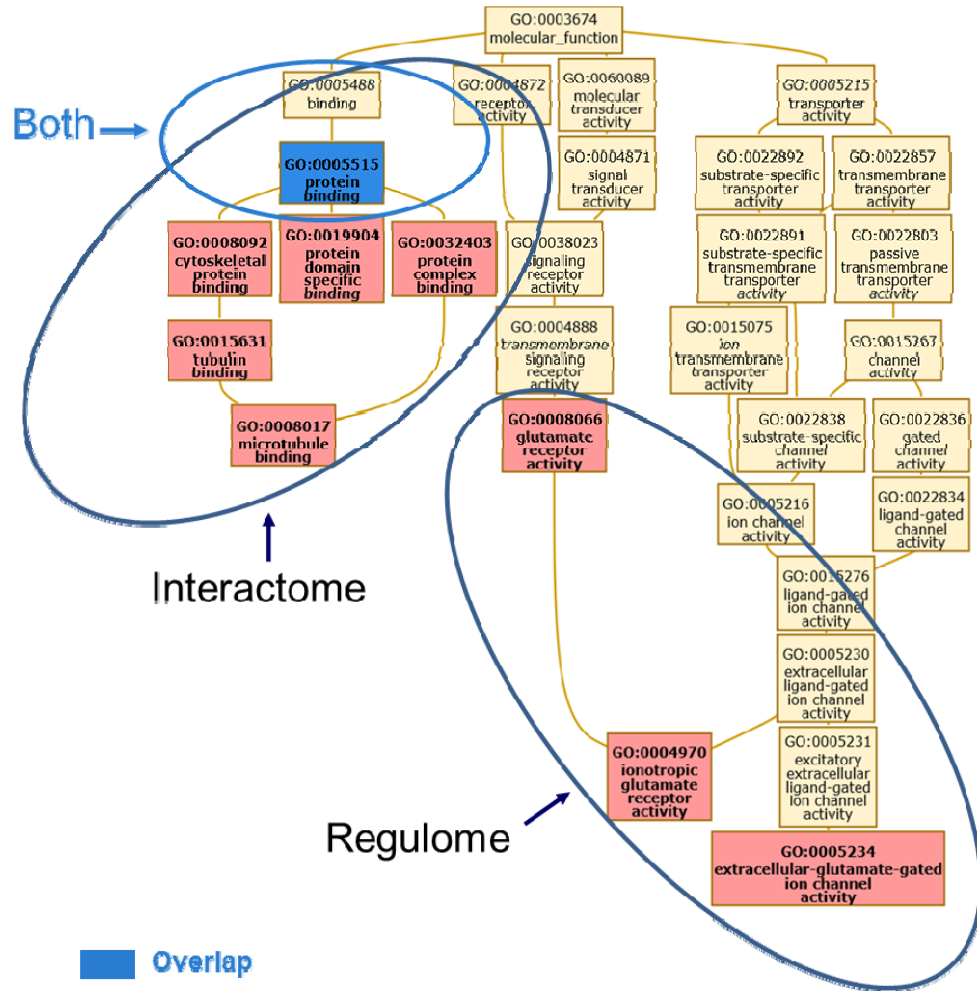 GO:0003674
molecular_function
GO:0005488
binding
GO:0004872
receptor
activity
GO:0060089
molecular
transducer
activity
GO:0005215
transporter
activity
Both
GO:0005515
protein
binding
GO:0004871
signal
transducer
activity
GO:0022892
substrate-specific
transporter
activity
GO:0022857
transmembrane
transporter
activity
GO:0008092
cytoskeletal
protein
binding
GO:0019904
protein
domain
specific
binding
GO:0032403
protein
complex
binding
GO:0038023
signaling
receptor
activity
GO:0022891
substrate-specific
transmembrane
transporter
activity
GO:0022803
passive
transmembrane
transporter
activity
GO:0015631
tubulin
binding
GO:0004888
transmembrane
signaling
receptor
activity
GO:0015075
ion
transmembrane
transporter
activity
GO:0015267
channel
activity
GO:0008017
microtubule
binding
GO:0008066
glutamate
receptor
activity
GO:0022838
substrate-specific
channel
activity
GO:0022836
gated
channel
activity
GO:0005216
ion channel
activity
GO:0022834
ligand-gated
channel
activity
Interactome
GO:0015276
ligand-gated
ion channel
activity
GO:0005230
extracellular
ligand-gated
ion channel
activity
GO:0004970
ionotropic
glutamate
receptor
activity
GO:0005231
excitatory
extracellular
ligand-gated
ion channel
activity
Regulome
GO:0005234
extracellular-glutamate-gated
ion channel
activity
Overlap